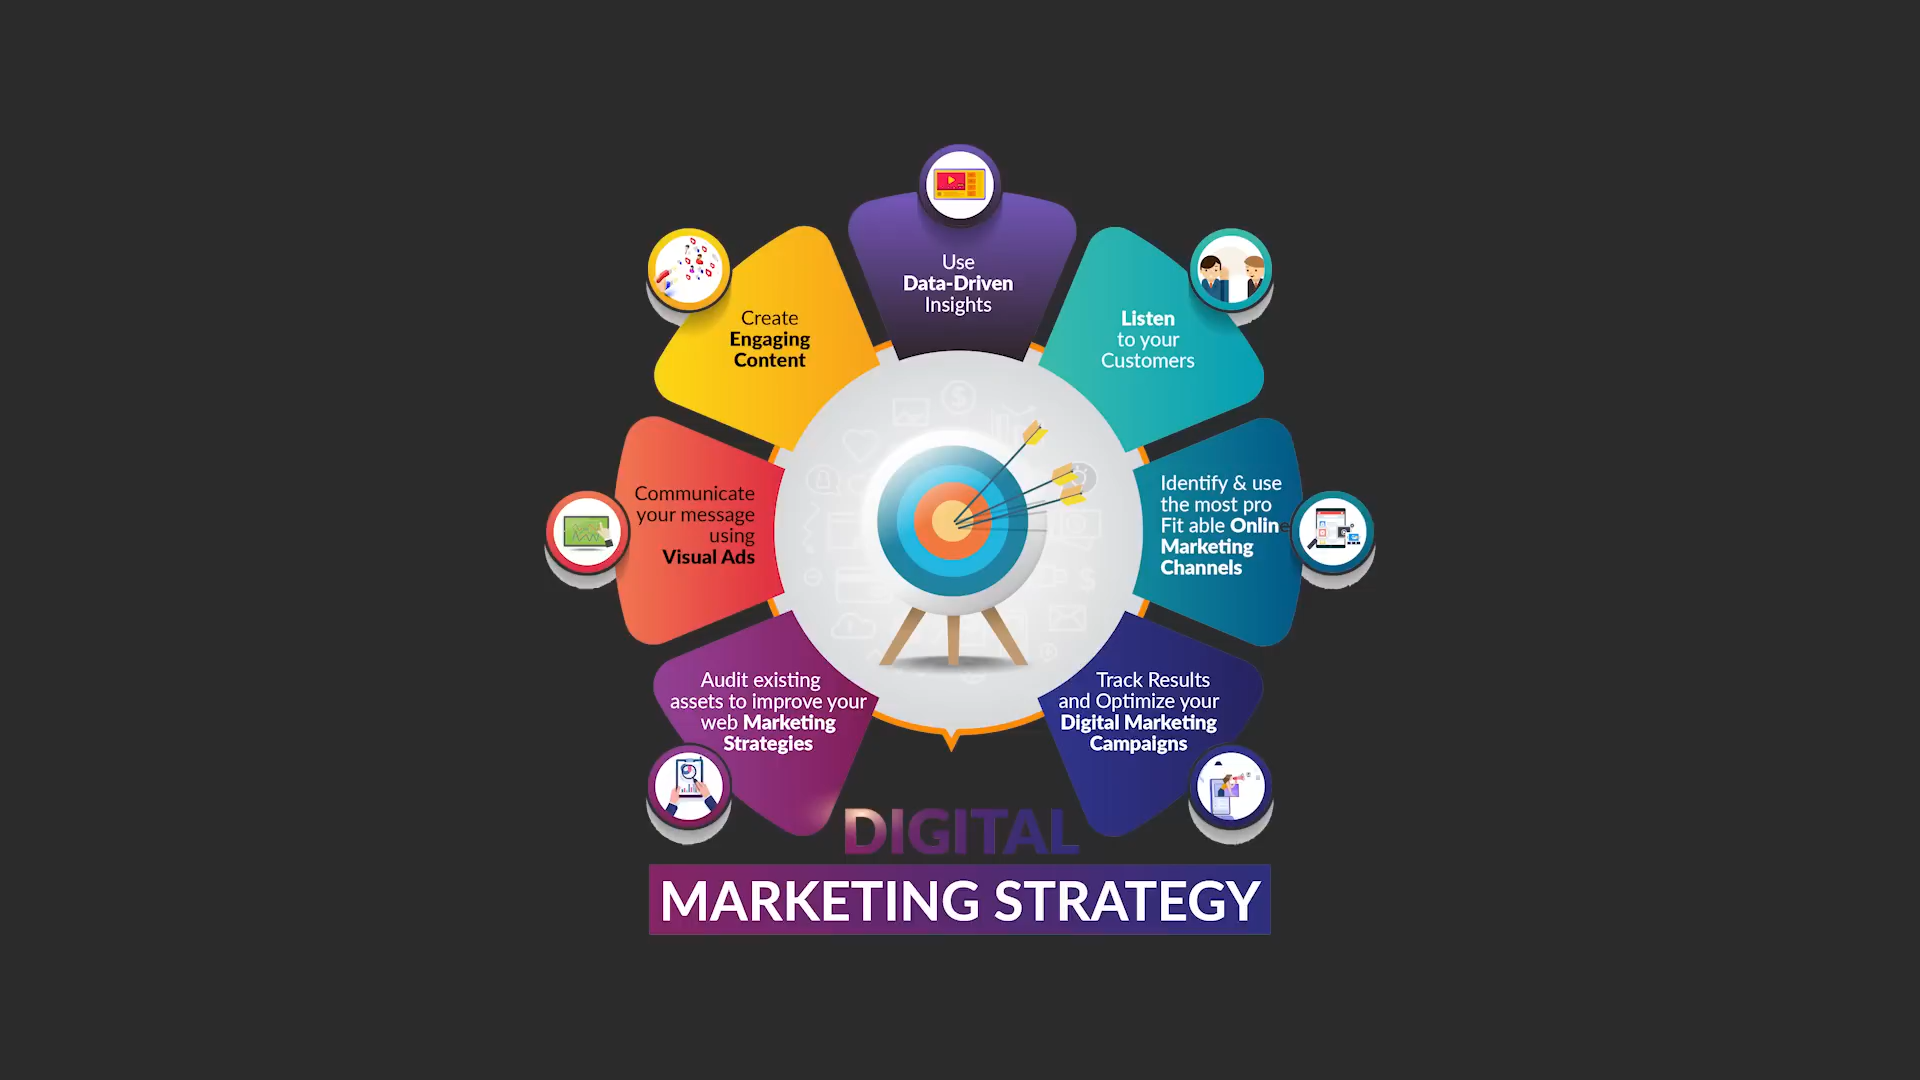 Use
Data-Driven
Insights
Create
Engaging
Content
Listen
to your
Customers
Communicate
your message
using
Visual Ads
Identify & use
the most pro
Fit able Online
Marketing
Channels
Audit existing
assets to improve your
web Marketing
Strategies
Track Results
and Optimize your
Digital Marketing
Campaigns
DIGITAL
MARKETING STRATEGY